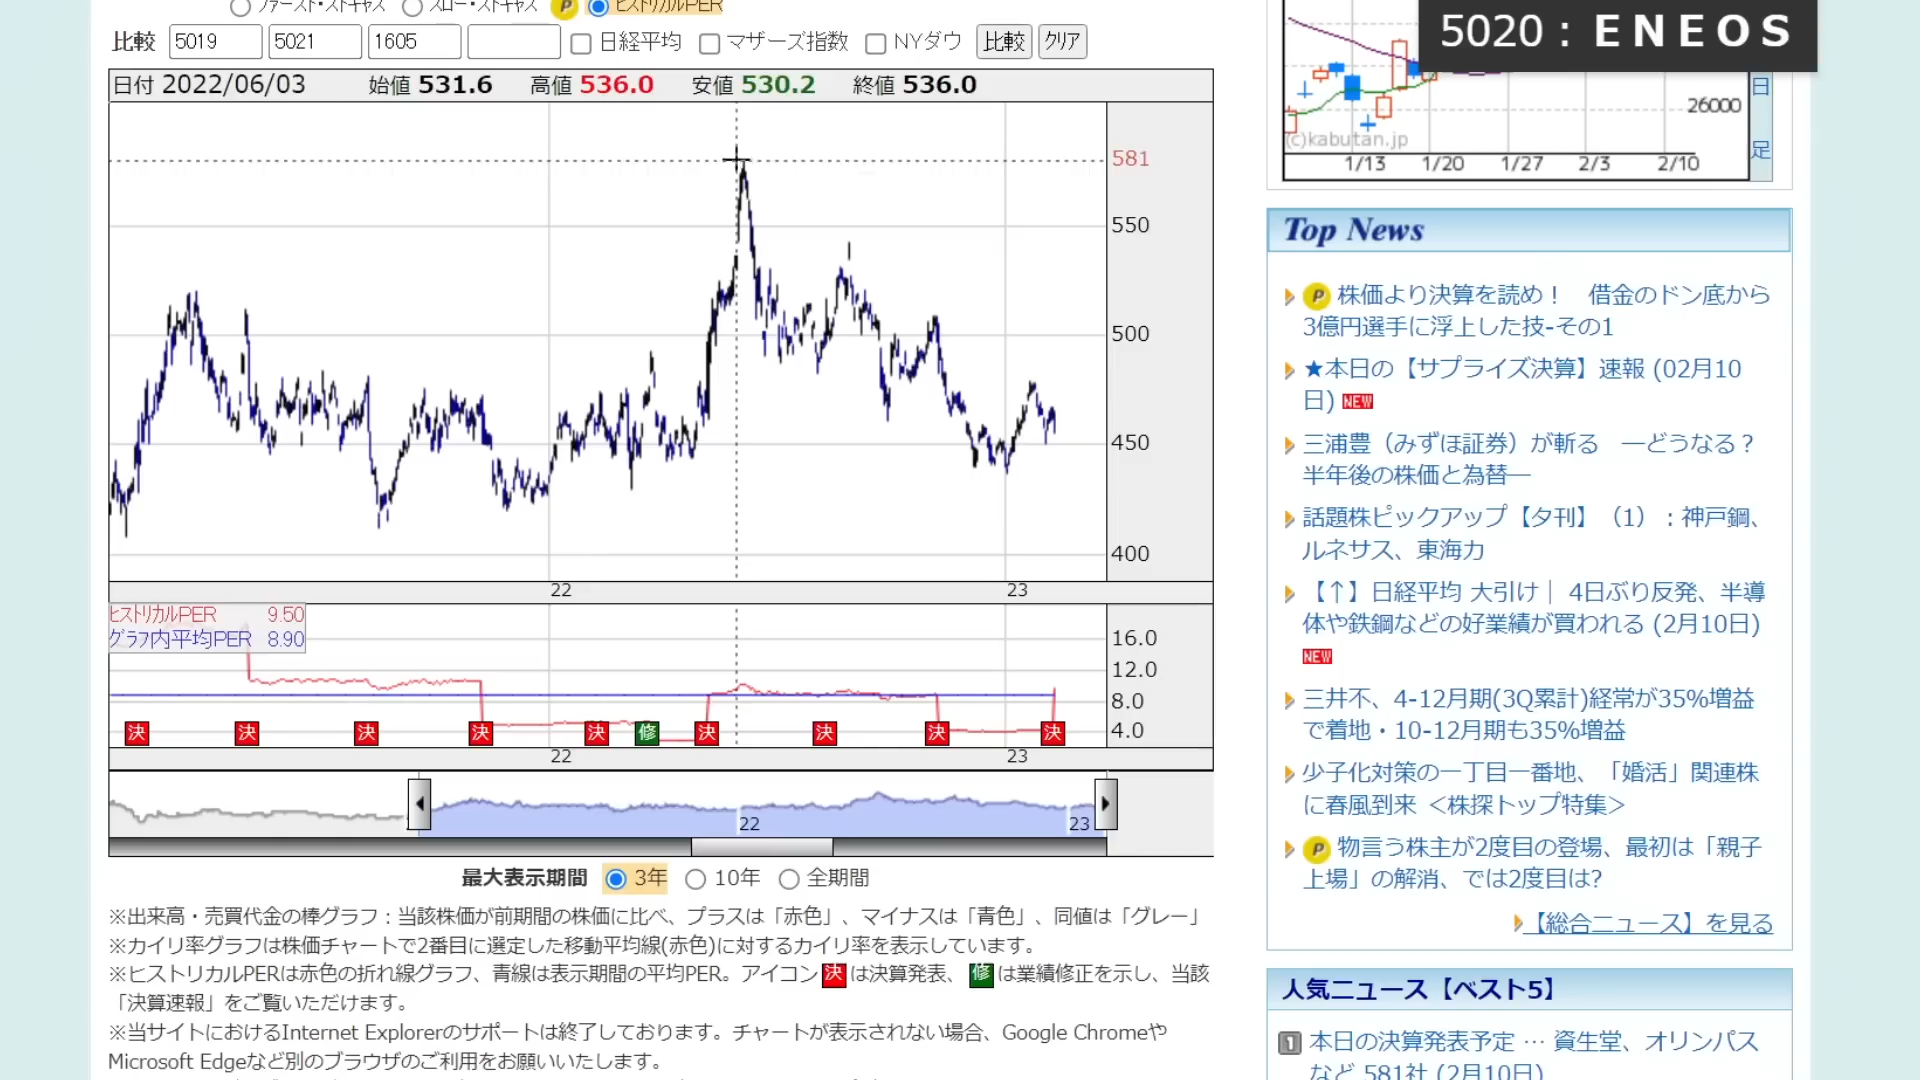 ファースト・ストキャス スロー・ストキャス P ヒストリカルPER
比較 5019 5021 1605 日経平均 マザーズ指数 NYダウ 比較 クリア
日付 2022/06/03 始値 531.6 高値 536.0 安値 530.2 終値 536.0
581
550
500
450
400
22 23
ヒストリカルPER 9.50
グラフ内平均PER 8.90
16.0
12.0
8.0
4.0
決 決 決 決 決 修 決 決 決 決
22 23
22 23
最大表示期間 3年 10年 全期間
※出来高・売買代金の棒グラフ：当該株価が前期間の株価に比べ、プラスは「赤色」、マイナスは「青色」、同値は「グレー」
※カイリ率グラフは株価チャートで2番目に選定した移動平均線(赤色)に対するカイリ率を表示しています。
※ヒストリカルPERは赤色の折れ線グラフ、青線は表示期間の平均PER。アイコン決は決算発表、修は業績修正を示し、当該
「決算速報」をご覧いただけます。
※当サイトにおけるInternet Explorerのサポートは終了しております。チャートが表示されない場合、Google Chromeや
Microsoft Edgeなど別のブラウザのご利用をお願いいたします。
5020：ENEOS
26000
(c)kabutan.jp
1/13 1/20 1/27 2/3 2/10
日
足
Top News
P 株価より決算を読め！　借金のドン底から
3億円選手に浮上した技-その1
★本日の【サプライズ決算】速報 (02月10
日) NEW
三浦豊（みずほ証券）が斬る　―どうなる？
半年後の株価と為替―
話題株ピックアップ【夕刊】（1）：神戸鋼、
ルネサス、東海カ
【↑】日経平均 大引け｜ 4日ぶり反発、半導
体や鉄鋼などの好業績が買われる (2月10日)
NEW
三井不、4-12月期(3Q累計)経常が35%増益
で着地・10-12月期も35%増益
少子化対策の一丁目一番地、「婚活」関連株
に春風到来 ＜株探トップ特集＞
P 物言う株主が2度目の登場、最初は「親子
上場」の解消、では2度目は?
【総合ニュース】を見る
人気ニュース【ベスト5】
1 本日の決算発表予定 … 資生堂、オリンパス
など 581社 (2月10日)